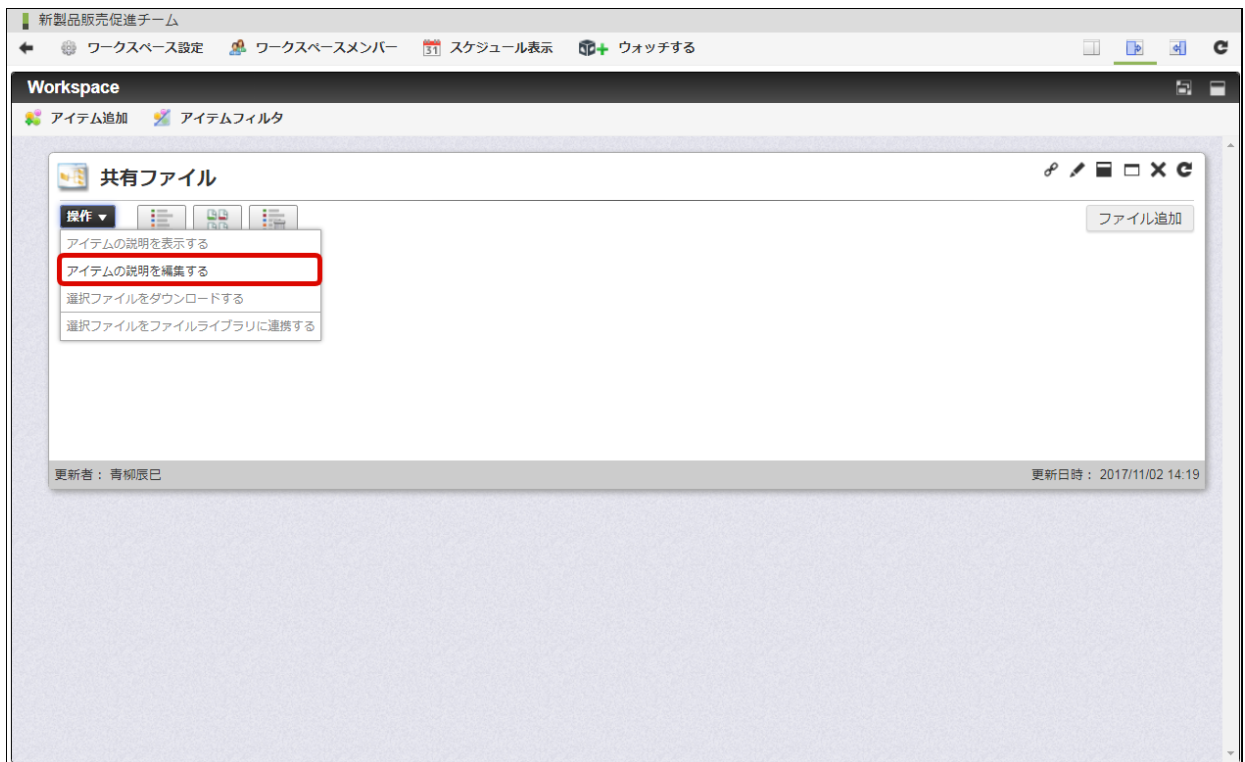 新製品販売促進チーム
ワークスペース設定 ワークスペースメンバー 31 スケジュール表示 ウォッチする
Workspace
アイテム追加 アイテムフィルタ
共有ファイル
操作 ▼ ファイル追加
アイテムの説明を表示する
アイテムの説明を編集する
選択ファイルをダウンロードする
選択ファイルをファイルライブラリに連携する
更新者： 青柳辰巳 更新日時： 2017/11/02 14:19